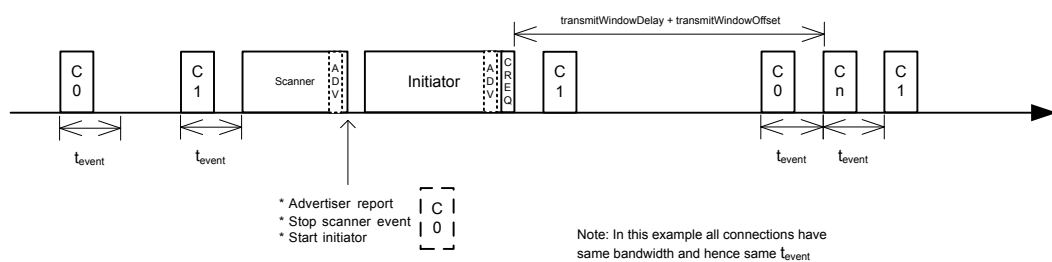 transmitWindowDelay + transmitWindowOffset
C
0
C
1
Scanner
A
D
V
Initiator
A
D
V
C
R
E
Q
C
1
C
0
C
n
C
1
tevent
tevent
tevent
tevent
* Advertiser report
* Stop scanner event
* Start initiator
C
0
Note: In this example all connections have
same bandwidth and hence same tevent